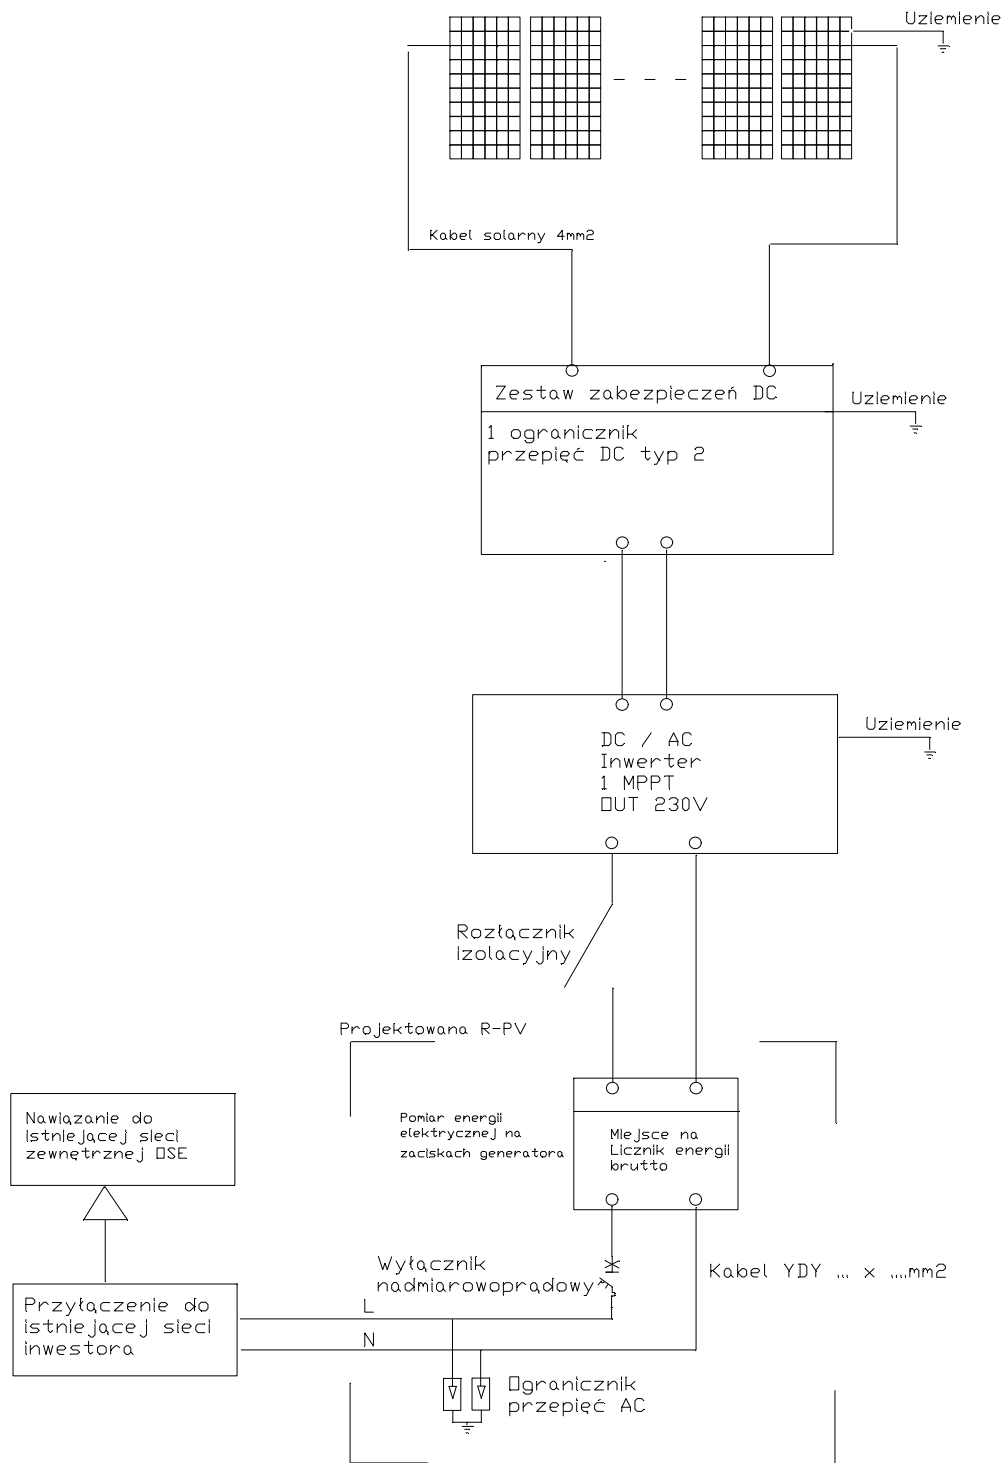 Uziemienie
Kabel solarny 4mm2
Zestaw zabezpieczeń DC
Uziemienie
1 ogranicznik
przepięć DC typ 2
Uziemienie
DC / AC
Inwerter
1 MPPT
OUT 230V
Rozłącznik
izolacyjny
Projektowana R-PV
Nawiązanie do
istniejącej sieci
zewnętrznej OSE
Pomiar energii
elektrycznej na
zaciskach generatora
Miejsce na
Licznik energii
brutto
Wyłącznik
nadmiarowoprądowy
Kabel YDY ... x ....mm2
Przyłączenie do
istniejącej sieci
inwestora
L
N
Ogranicznik
przepięć AC